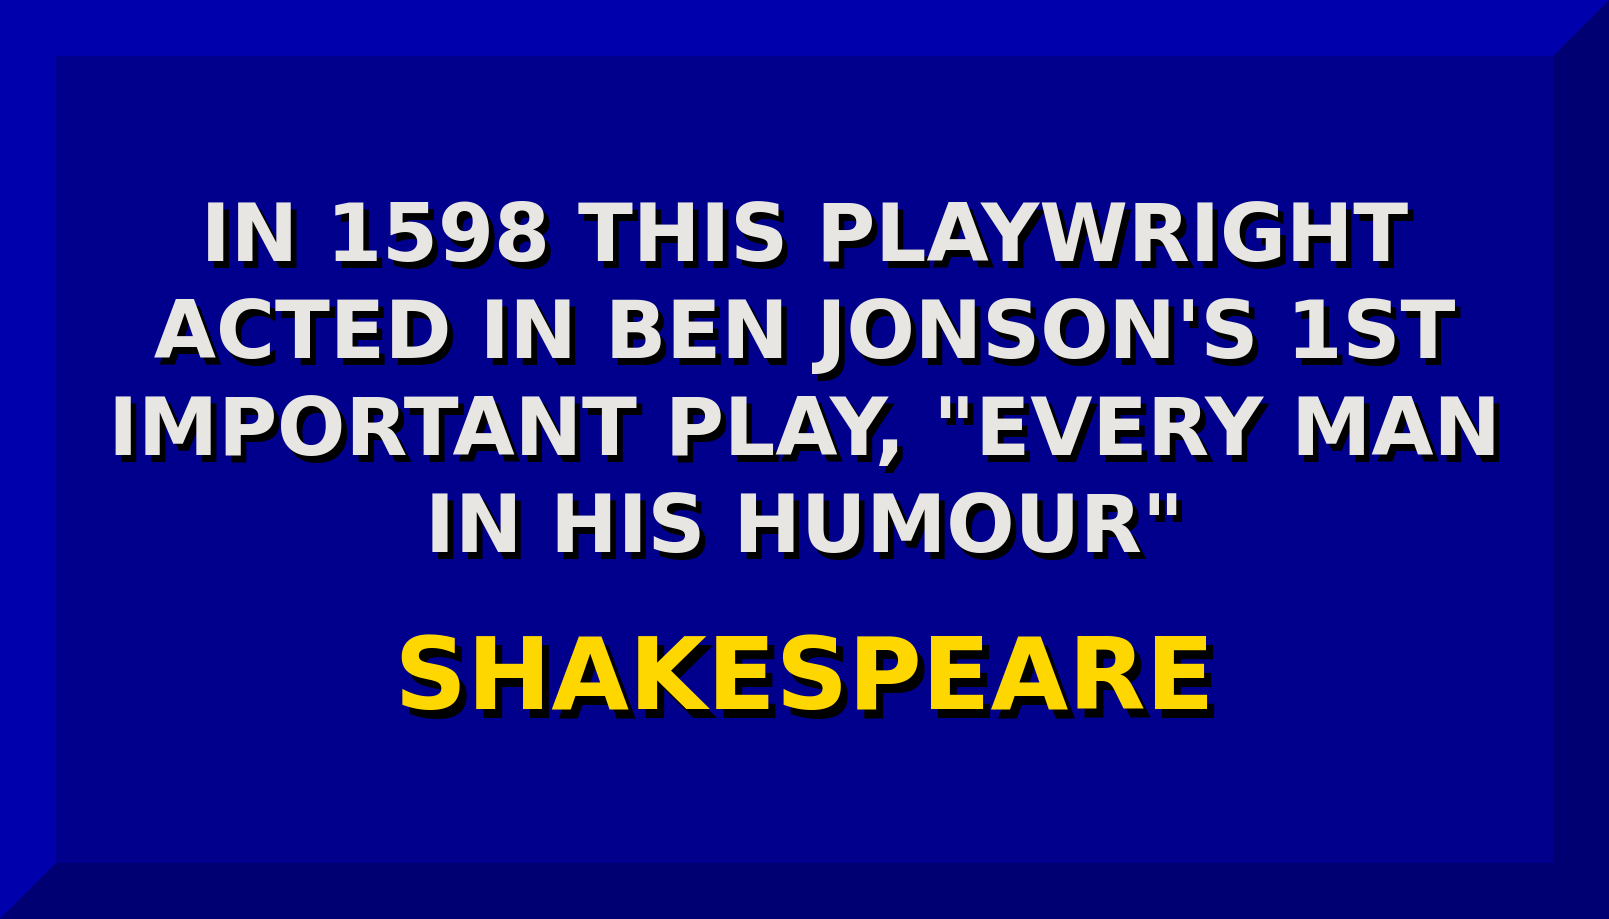 IN 1598 THIS PLAYWRIGHT
ACTED IN BEN JONSON'S 1ST
IMPORTANT PLAY, "EVERY MAN
IN HIS HUMOUR"
SHAKESPEARE